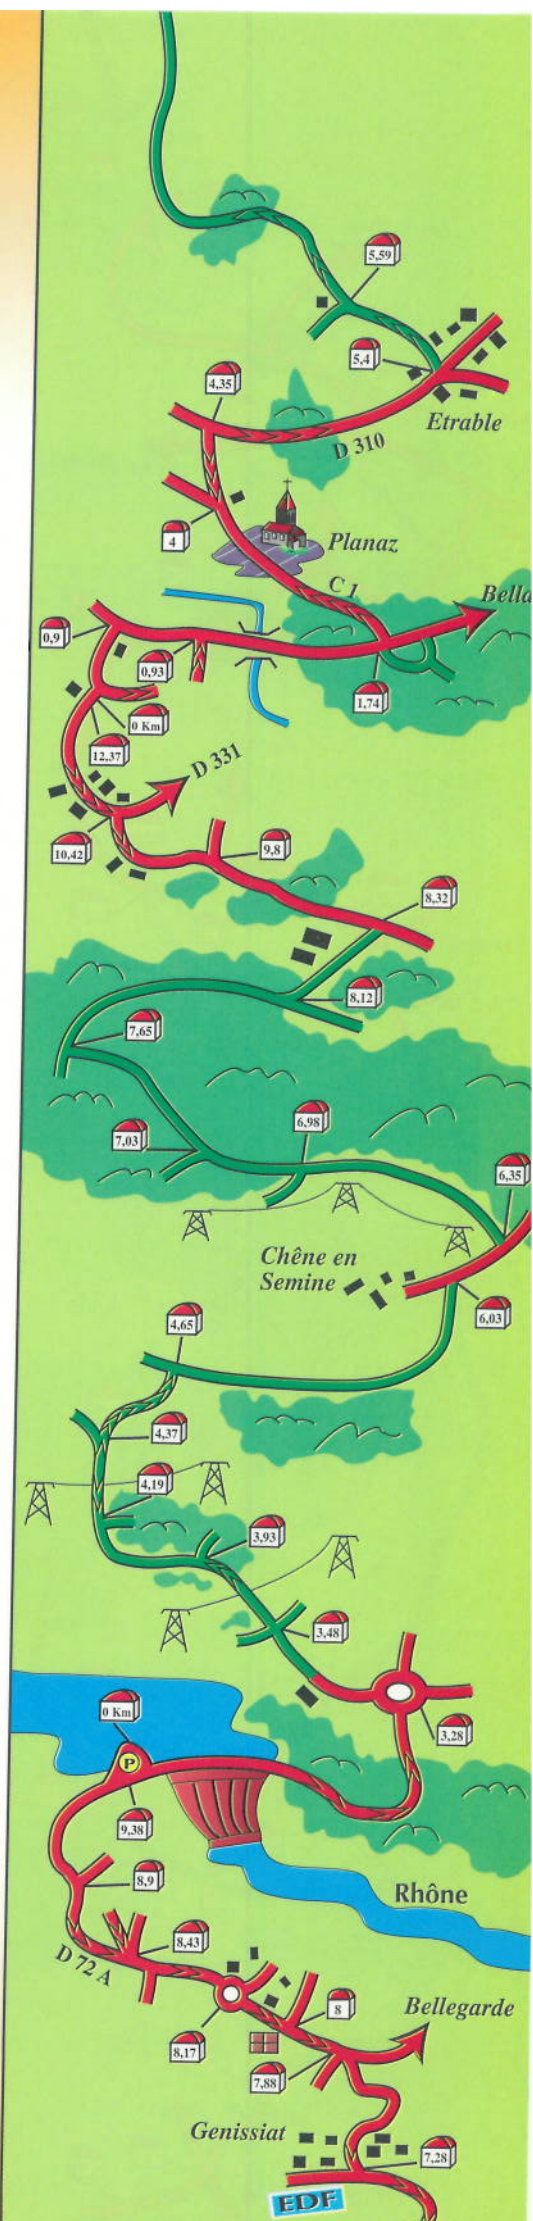 5,59
5,4
4,35
Etrable
D 310
4
Planaz
C 1
Bella
0,9
0,93
1,74
0 Km
12,37
D 331
10,42
9,8
8,32
8,12
7,65
7,03
6,98
6,35
Chêne en
Semine
6,03
4,65
4,37
4,19
3,93
3,48
0 Km
3,28
P
9,38
8,9
Rhône
8,43
D 72 A
8
Bellegarde
8,17
7,88
Genissiat
7,28
EDF